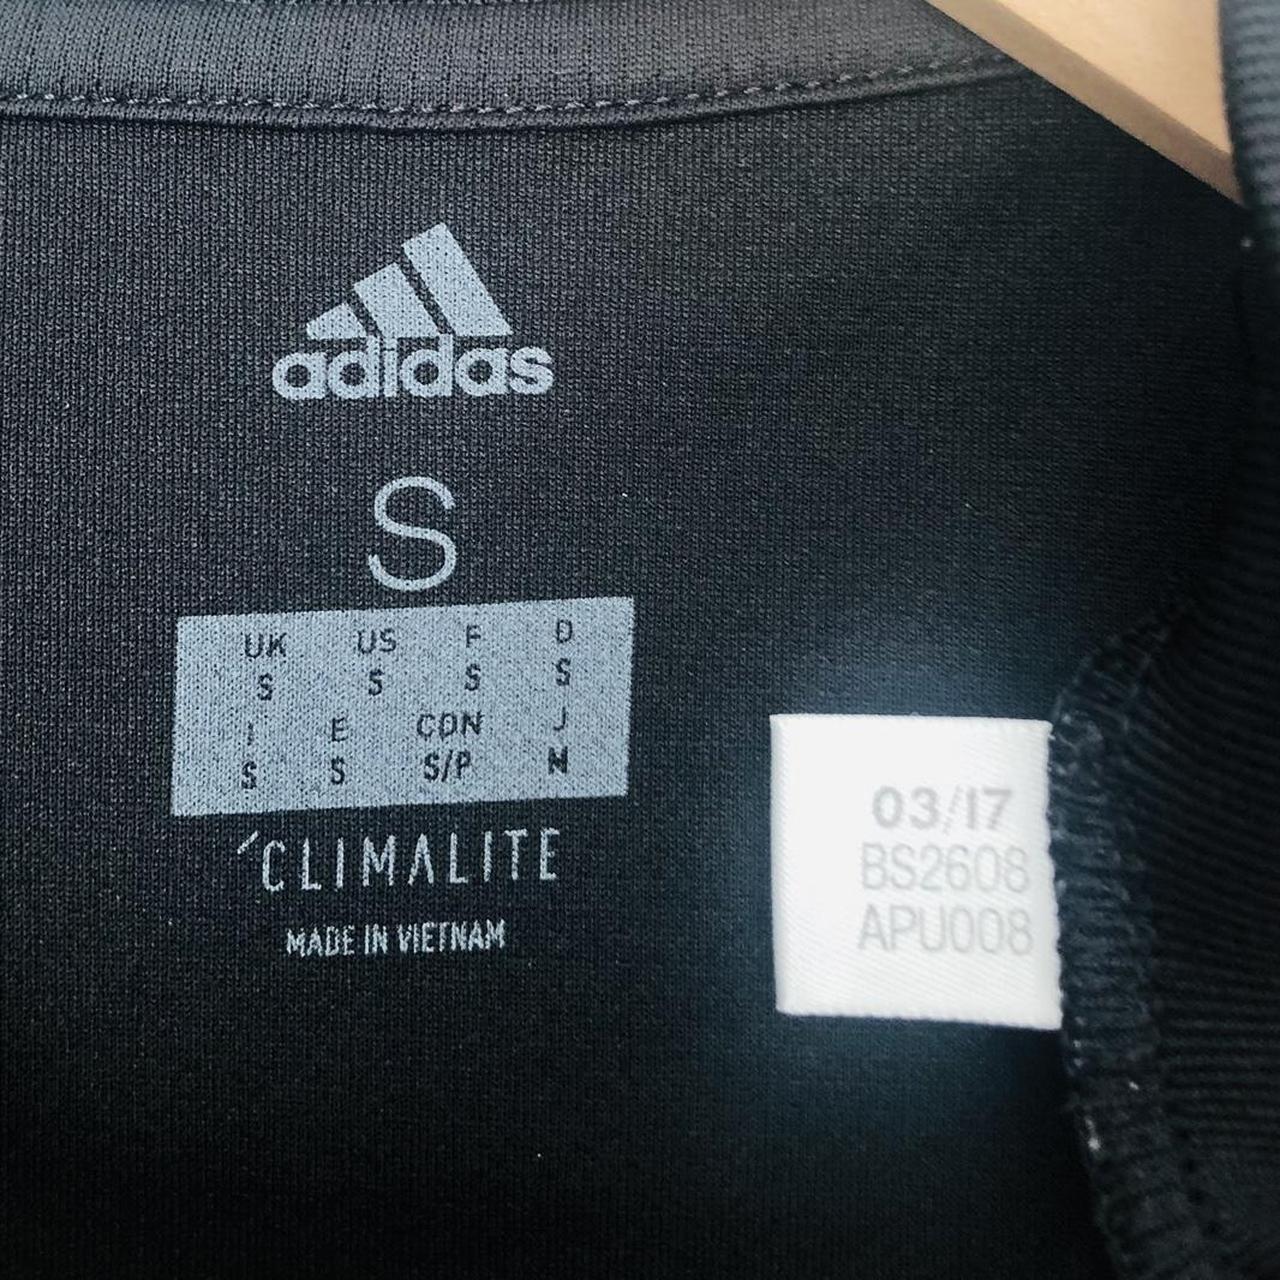 adidas
S
UK US F D
S S S S
I E CDN J
S S S/P M
´CLIMALITE
MADE IN VIETNAM
03/17
BS2608
APU008